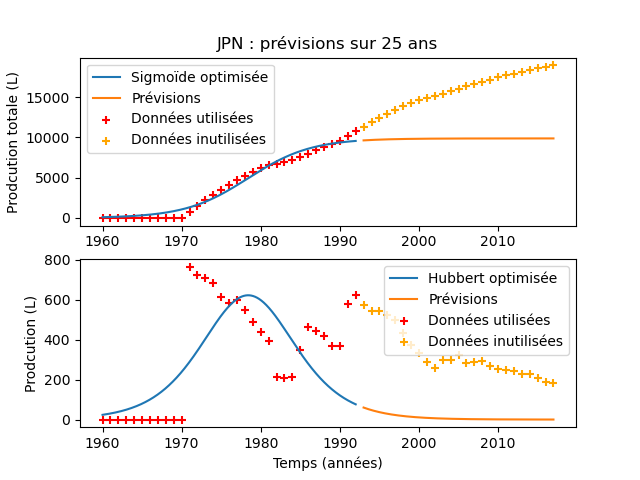 JPN : prévisions sur 25 ans
Prodcution totale (L)
15000
10000
5000
0
Sigmoïde optimisée
Prévisions
Données utilisées
Données inutilisées
1960 1970 1980 1990 2000 2010
Prodcution (L)
800
600
400
200
0
Hubbert optimisée
Prévisions
Données utilisées
Données inutilisées
1960 1970 1980 1990 2000 2010
Temps (années)